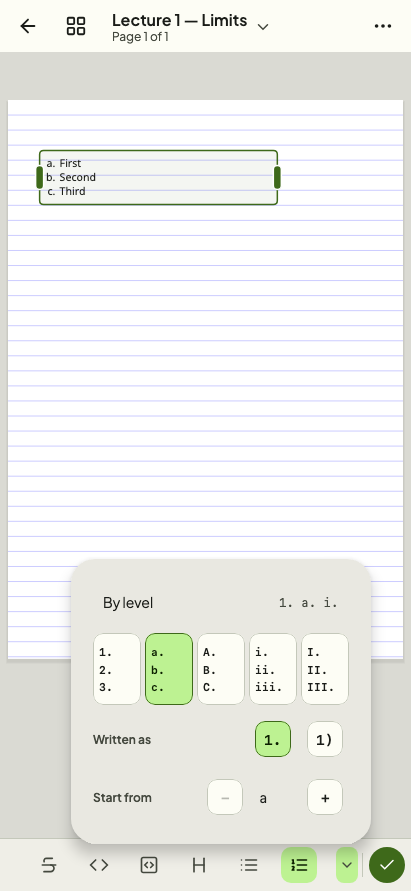 Lecture 1 — Limits
Page 1 of 1
a. First
b. Second
c. Third
By level 1. a. i.
1. a. A. i. I.
2. b. B. ii. II.
3. c. C. iii. III.
Written as 1. 1)
Start from − a +